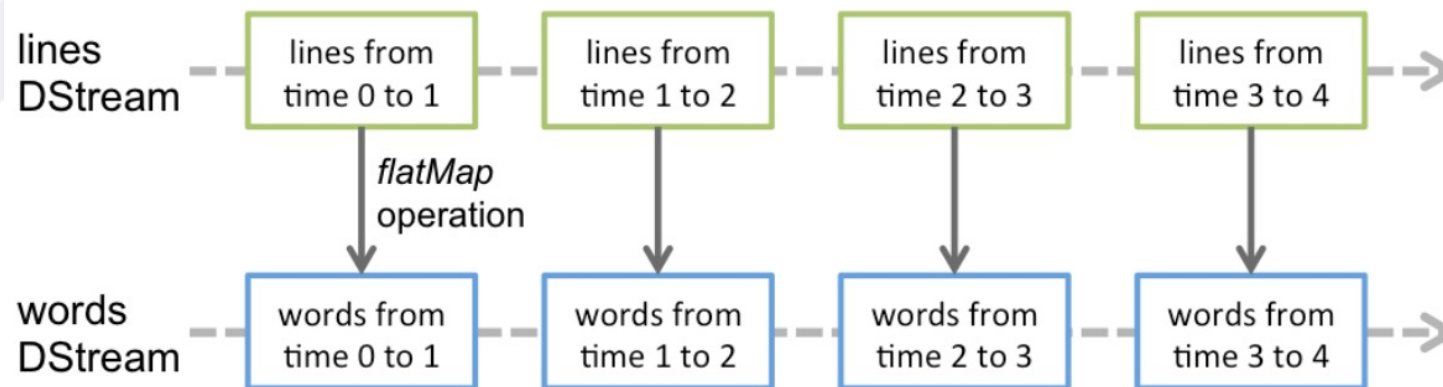 lines
DStream
lines from
time 0 to 1
lines from
time 1 to 2
lines from
time 2 to 3
lines from
time 3 to 4
flatMap
operation
words
DStream
words from
time 0 to 1
words from
time 1 to 2
words from
time 2 to 3
words from
time 3 to 4